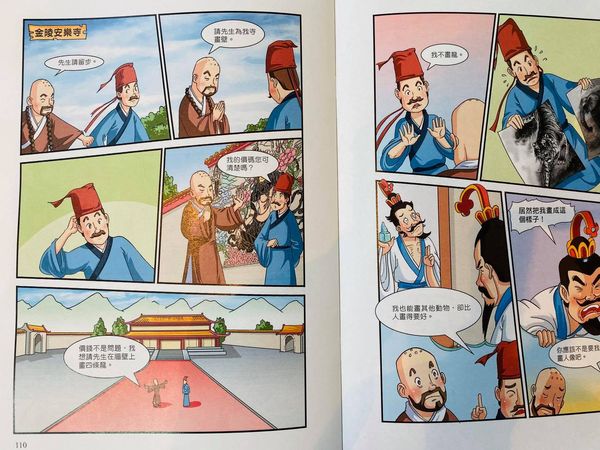 金陵安樂寺
先生請留步。
請先生為我寺
畫壁。
我的價碼您可
清楚嗎？
價錢不是問題，我
想請先生在牆壁上
畫四條龍。
110
我不畫龍。
我也能畫其他動物，卻比
人畫得要好。
居然把我畫成這
個樣子！
你應該不是要我
畫人像吧。